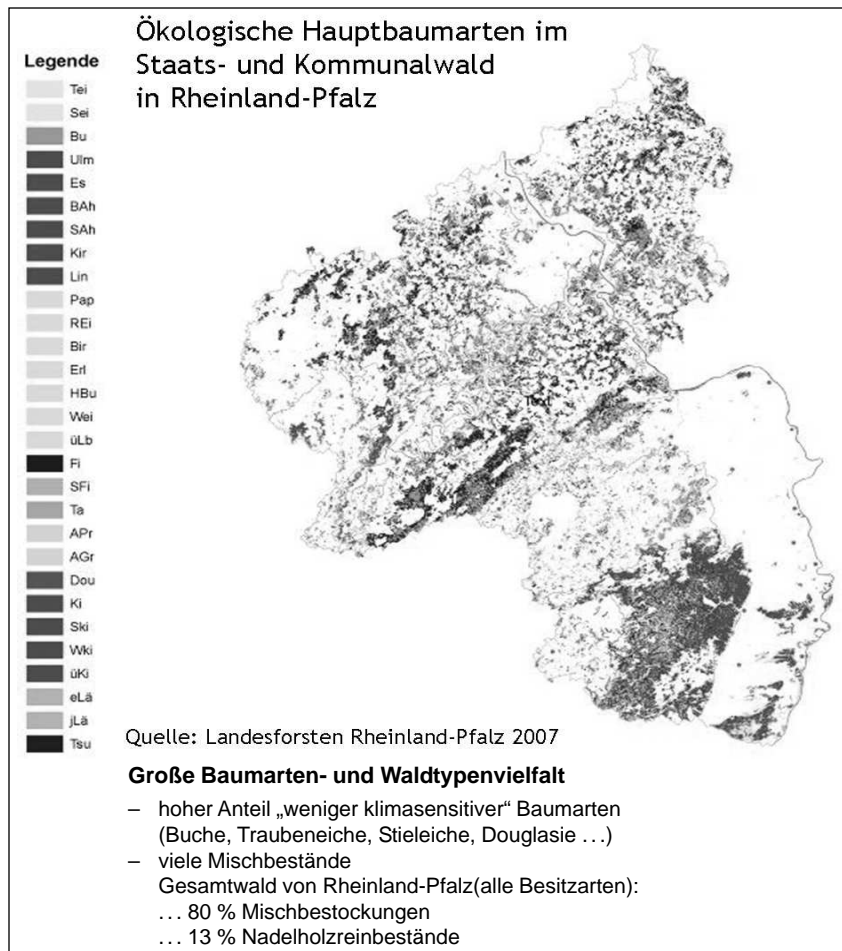 Ökologische Hauptbaumarten im
Staats- und Kommunalwald
in Rheinland-Pfalz
Legende
Tei
Sei
Bu
Ulm
Es
BAh
SAh
Kir
Lin
Pap
REi
Bir
Erl
HBu
Wei
üLb
Fi
SFi
Ta
APr
AGr
Dou
Ki
Ski
Wki
üKi
eLä
jLä
Tsu
Text
Quelle: Landesforsten Rheinland-Pfalz 2007
Große Baumarten- und Waldtypenvielfalt
– hoher Anteil „weniger klimasensitiver“ Baumarten
(Buche, Traubeneiche, Stieleiche, Douglasie ...)
– viele Mischbestände
Gesamtwald von Rheinland-Pfalz(alle Besitzarten):
... 80 % Mischbestockungen
... 13 % Nadelholzreinbestände